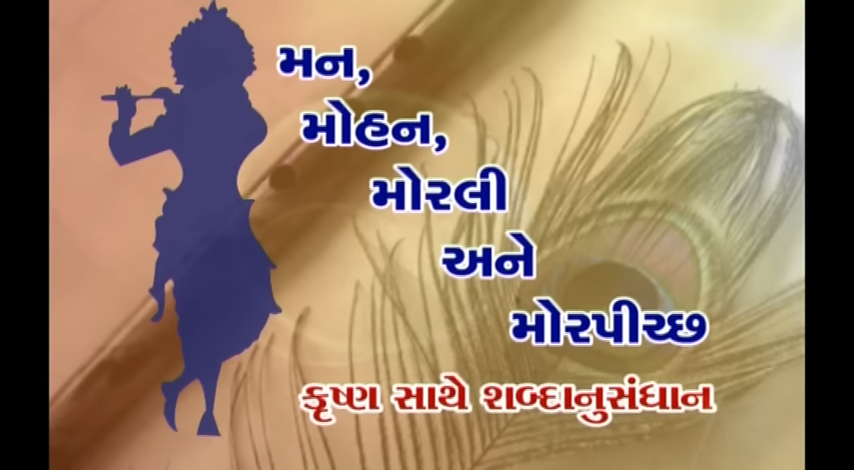 મન,
મોહન,
મોરલી
અને
મોરપીચ્છ
કૃષ્ણ સાથે શબ્દાનુસંધાન